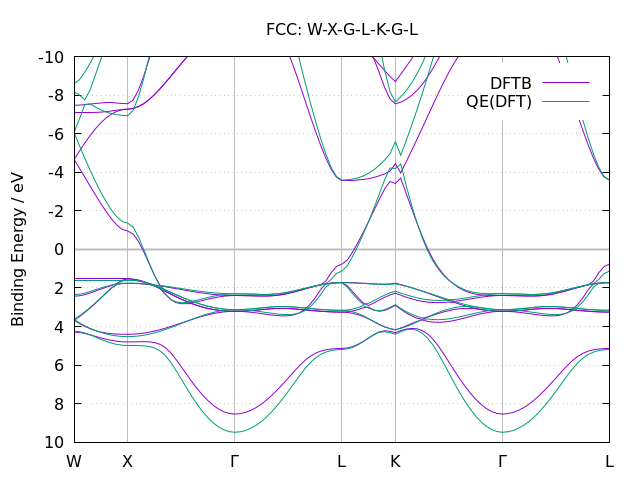 FCC: W-X-G-L-K-G-L
-10
-8
-6
-4
-2
0
2
4
6
8
10
Binding Energy / eV
DFTB
QE(DFT)
W X Γ L K Γ L